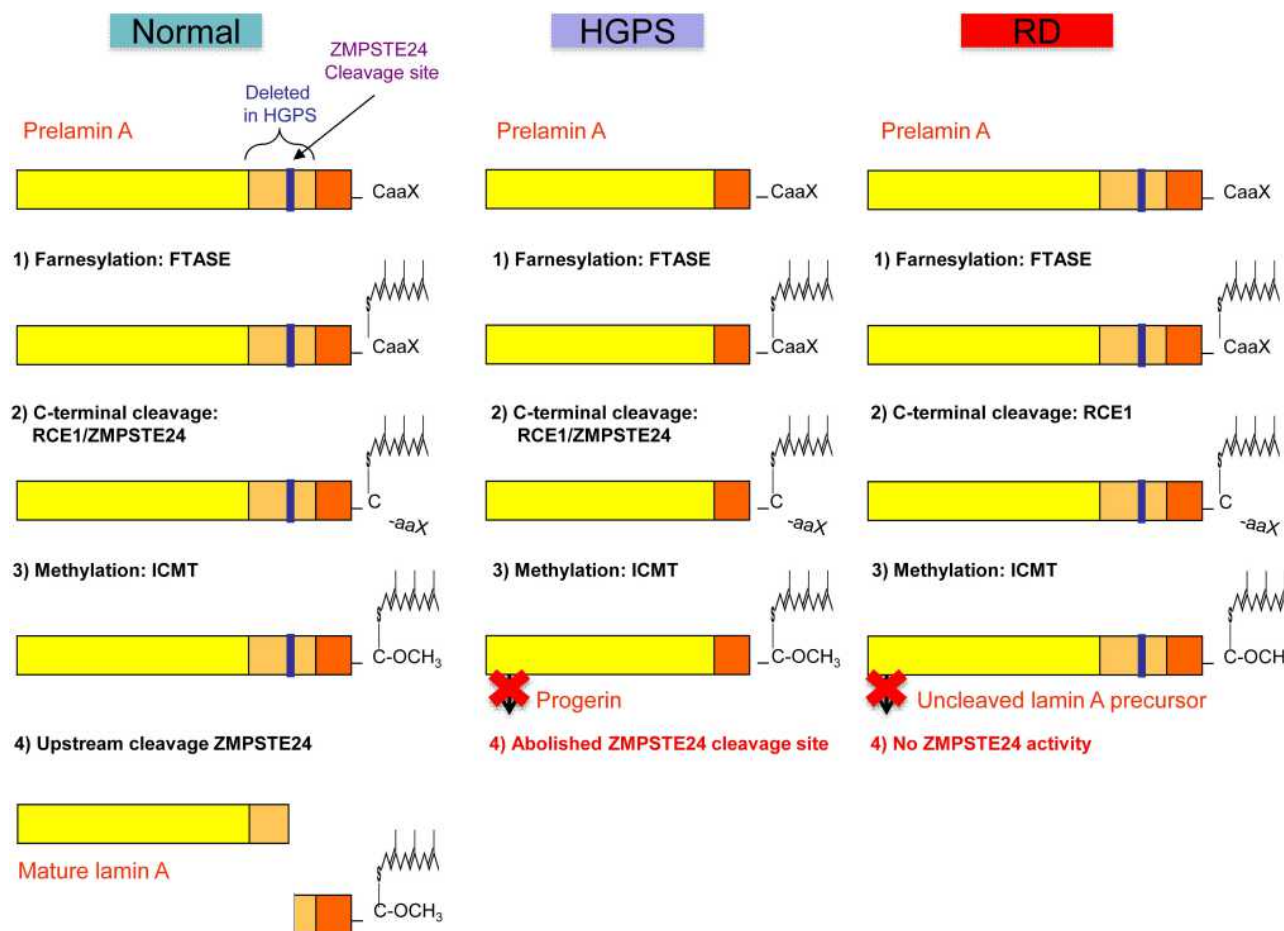 Normal
HGPS
RD
ZMPSTE24
Cleavage site
Deleted
in HGPS
Prelamin A
Prelamin A
Prelamin A
CaaX
CaaX
CaaX
1) Farnesylation: FTASE
1) Farnesylation: FTASE
1) Farnesylation: FTASE
S
S
S
CaaX
CaaX
CaaX
2) C-terminal cleavage:
RCE1/ZMPSTE24
2) C-terminal cleavage:
RCE1/ZMPSTE24
2) C-terminal cleavage: RCE1
S
S
S
C
C
C
-aaX
-aaX
-aaX
3) Methylation: ICMT
3) Methylation: ICMT
3) Methylation: ICMT
S
S
S
C-OCH₃
C-OCH₃
C-OCH
Progerin
Uncleaved lamin A precursor
4) Upstream cleavage ZMPSTE24
4) Abolished ZMPSTE24 cleavage site
4) No ZMPSTE24 activity
Mature lamin A
S
C-OCH₃